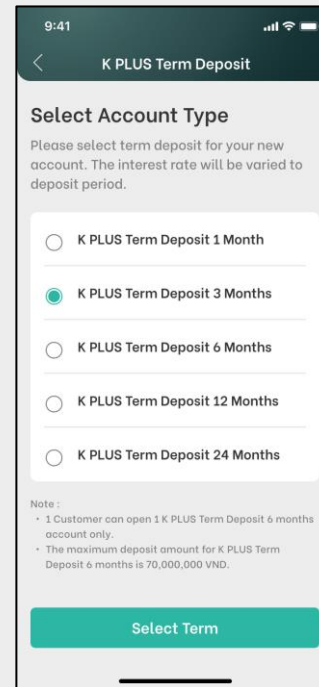 9:41
K PLUS Term Deposit
Select Account Type
Please select term deposit for your new
account. The interest rate will be varied to
deposit period.
K PLUS Term Deposit 1 Month
K PLUS Term Deposit 3 Months
K PLUS Term Deposit 6 Months
K PLUS Term Deposit 12 Months
K PLUS Term Deposit 24 Months
Note :
• 1 Customer can open 1 K PLUS Term Deposit 6 months
account only.
• The maximum deposit amount for K PLUS Term
Deposit 6 months is 70,000,000 VND.
Select Term